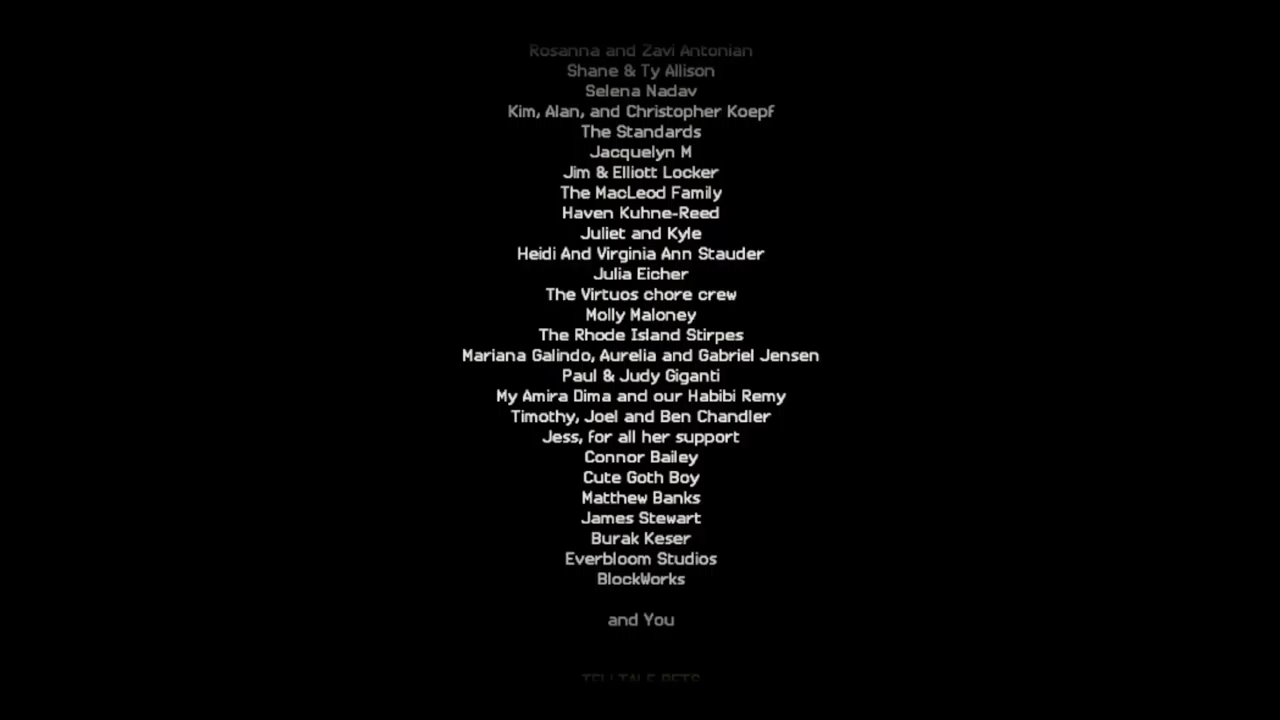 Rosanna and Zavi Antonian
Shane & Ty Allison
Selena Nadav
Kim, Alan, and Christopher Koepf
The Standards
Jacquelyn M
Jim & Elliott Locker
The MacLeod Family
Haven Kuhne-Reed
Juliet and Kyle
Heidi And Virginia Ann Stauder
Julia Eicher
The Virtuos chore crew
Molly Maloney
The Rhode Island Stirpes
Mariana Galindo, Aurelia and Gabriel Jensen
Paul & Judy Giganti
My Amira Dima and our Habibi Remy
Timothy, Joel and Ben Chandler
Jess, for all her support
Connor Bailey
Cute Goth Boy
Matthew Banks
James Stewart
Burak Keser
Everbloom Studios
BlockWorks
and You
TELLTALE PETS